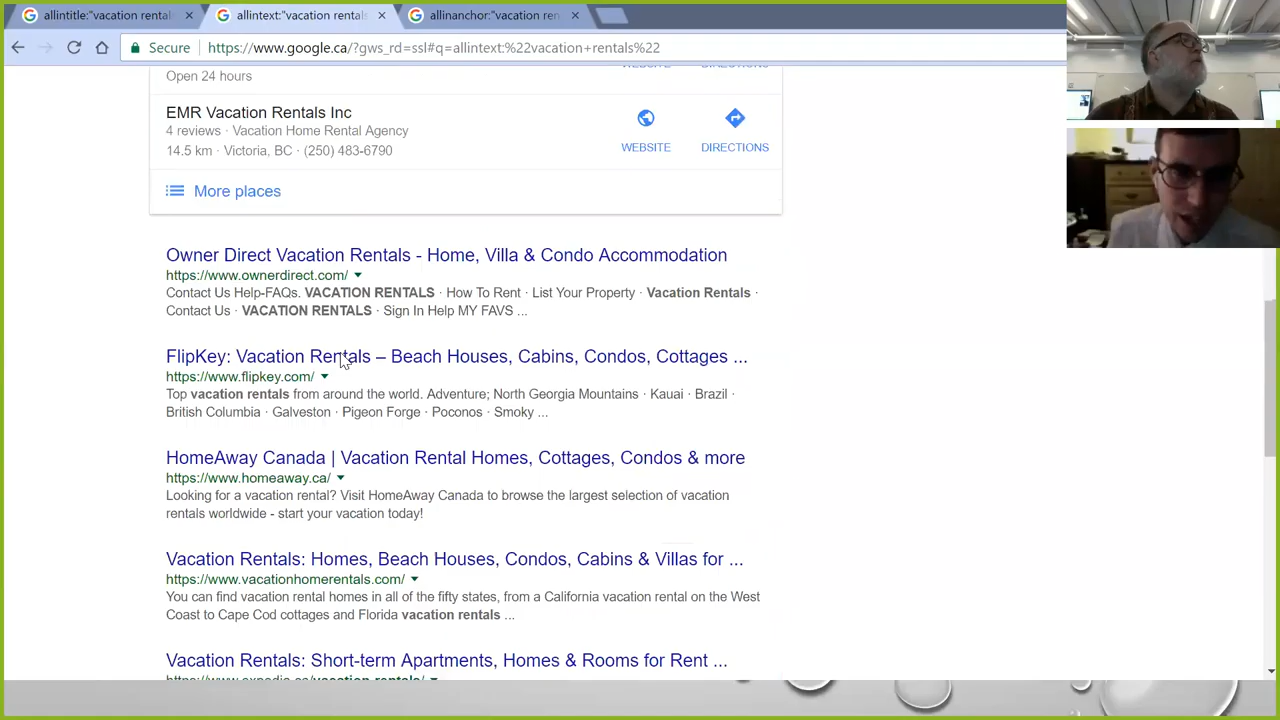 allintitle:"vacation rental
allintext:"vacation rentals
allinanchor:"vacation ren
Secure https://www.google.ca/?gws_rd=ssl#q=allintext:%22vacation+rentals%22
WEBSITE DIRECTIONS
Open 24 hours
EMR Vacation Rentals Inc
4 reviews · Vacation Home Rental Agency
14.5 km · Victoria, BC · (250) 483-6790
WEBSITE DIRECTIONS
More places
Owner Direct Vacation Rentals - Home, Villa & Condo Accommodation
https://www.ownerdirect.com/
Contact Us Help-FAQs. VACATION RENTALS · How To Rent · List Your Property · Vacation Rentals ·
Contact Us · VACATION RENTALS · Sign In Help MY FAVS ...
FlipKey: Vacation Rentals – Beach Houses, Cabins, Condos, Cottages ...
https://www.flipkey.com/
Top vacation rentals from around the world. Adventure; North Georgia Mountains · Kauai · Brazil ·
British Columbia · Galveston · Pigeon Forge · Poconos · Smoky ...
HomeAway Canada | Vacation Rental Homes, Cottages, Condos & more
https://www.homeaway.ca/
Looking for a vacation rental? Visit HomeAway Canada to browse the largest selection of vacation
rentals worldwide - start your vacation today!
Vacation Rentals: Homes, Beach Houses, Condos, Cabins & Villas for ...
https://www.vacationhomerentals.com/
You can find vacation rental homes in all of the fifty states, from a California vacation rental on the West
Coast to Cape Cod cottages and Florida vacation rentals ...
Vacation Rentals: Short-term Apartments, Homes & Rooms for Rent ...
https://www.expedia.ca/vacation-rentals/